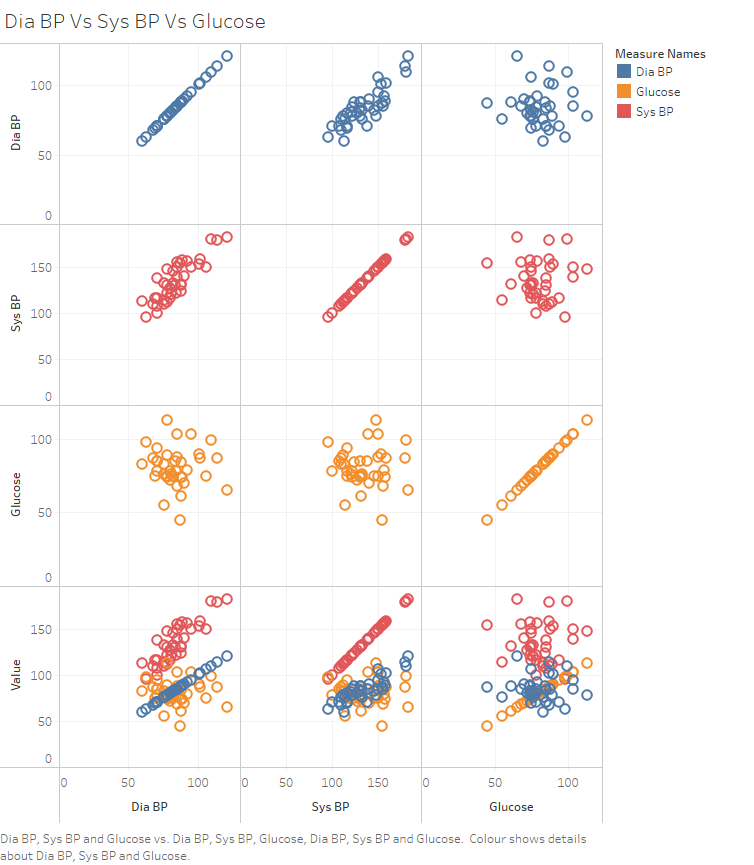 Dia BP Vs Sys BP Vs Glucose
Measure Names
Dia BP
Glucose
Sys BP
Dia BP
100
50
0
Sys BP
150
100
50
0
Glucose
100
50
0
Value
150
100
50
0
0 50 100 0 50 100 150 0 50 100
Dia BP Sys BP Glucose
Dia BP, Sys BP and Glucose vs. Dia BP, Sys BP, Glucose, Dia BP, Sys BP and Glucose. Colour shows details
about Dia BP, Sys BP and Glucose.